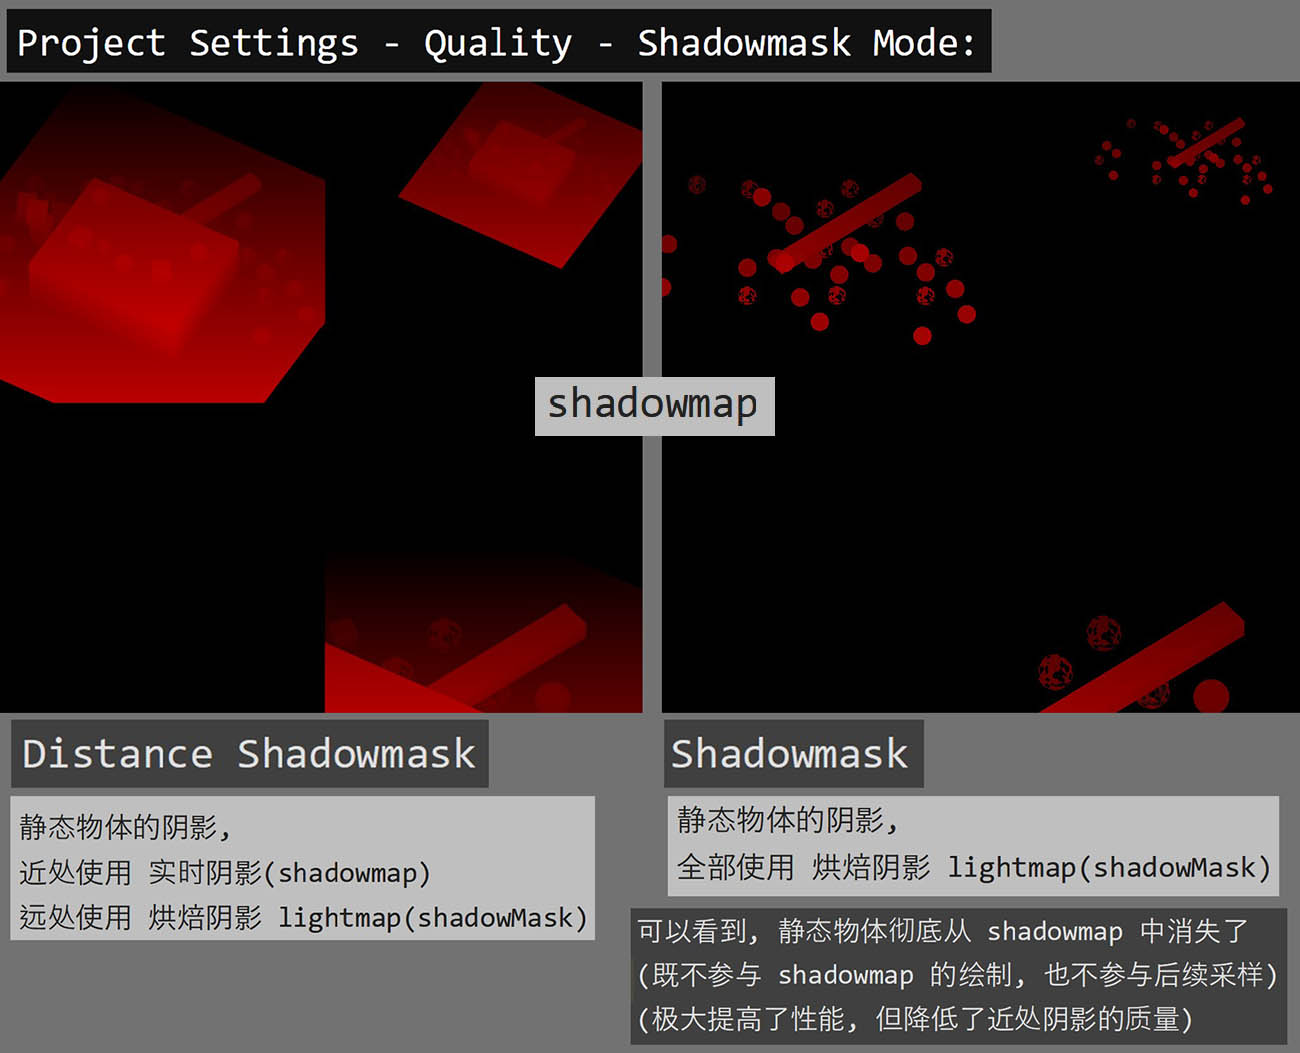 Project Settings - Quality - Shadowmask Mode:
shadowmap
Distance Shadowmask
静态物体的阴影,
近处使用 实时阴影(shadowmap)
远处使用 烘焙阴影 lightmap(shadowMask)
Shadowmask
静态物体的阴影,
全部使用 烘焙阴影 lightmap(shadowMask)
可以看到, 静态物体彻底从 shadowmap 中消失了
(既不参与 shadowmap 的绘制, 也不参与后续采样)
(极大提高了性能, 但降低了近处阴影的质量)